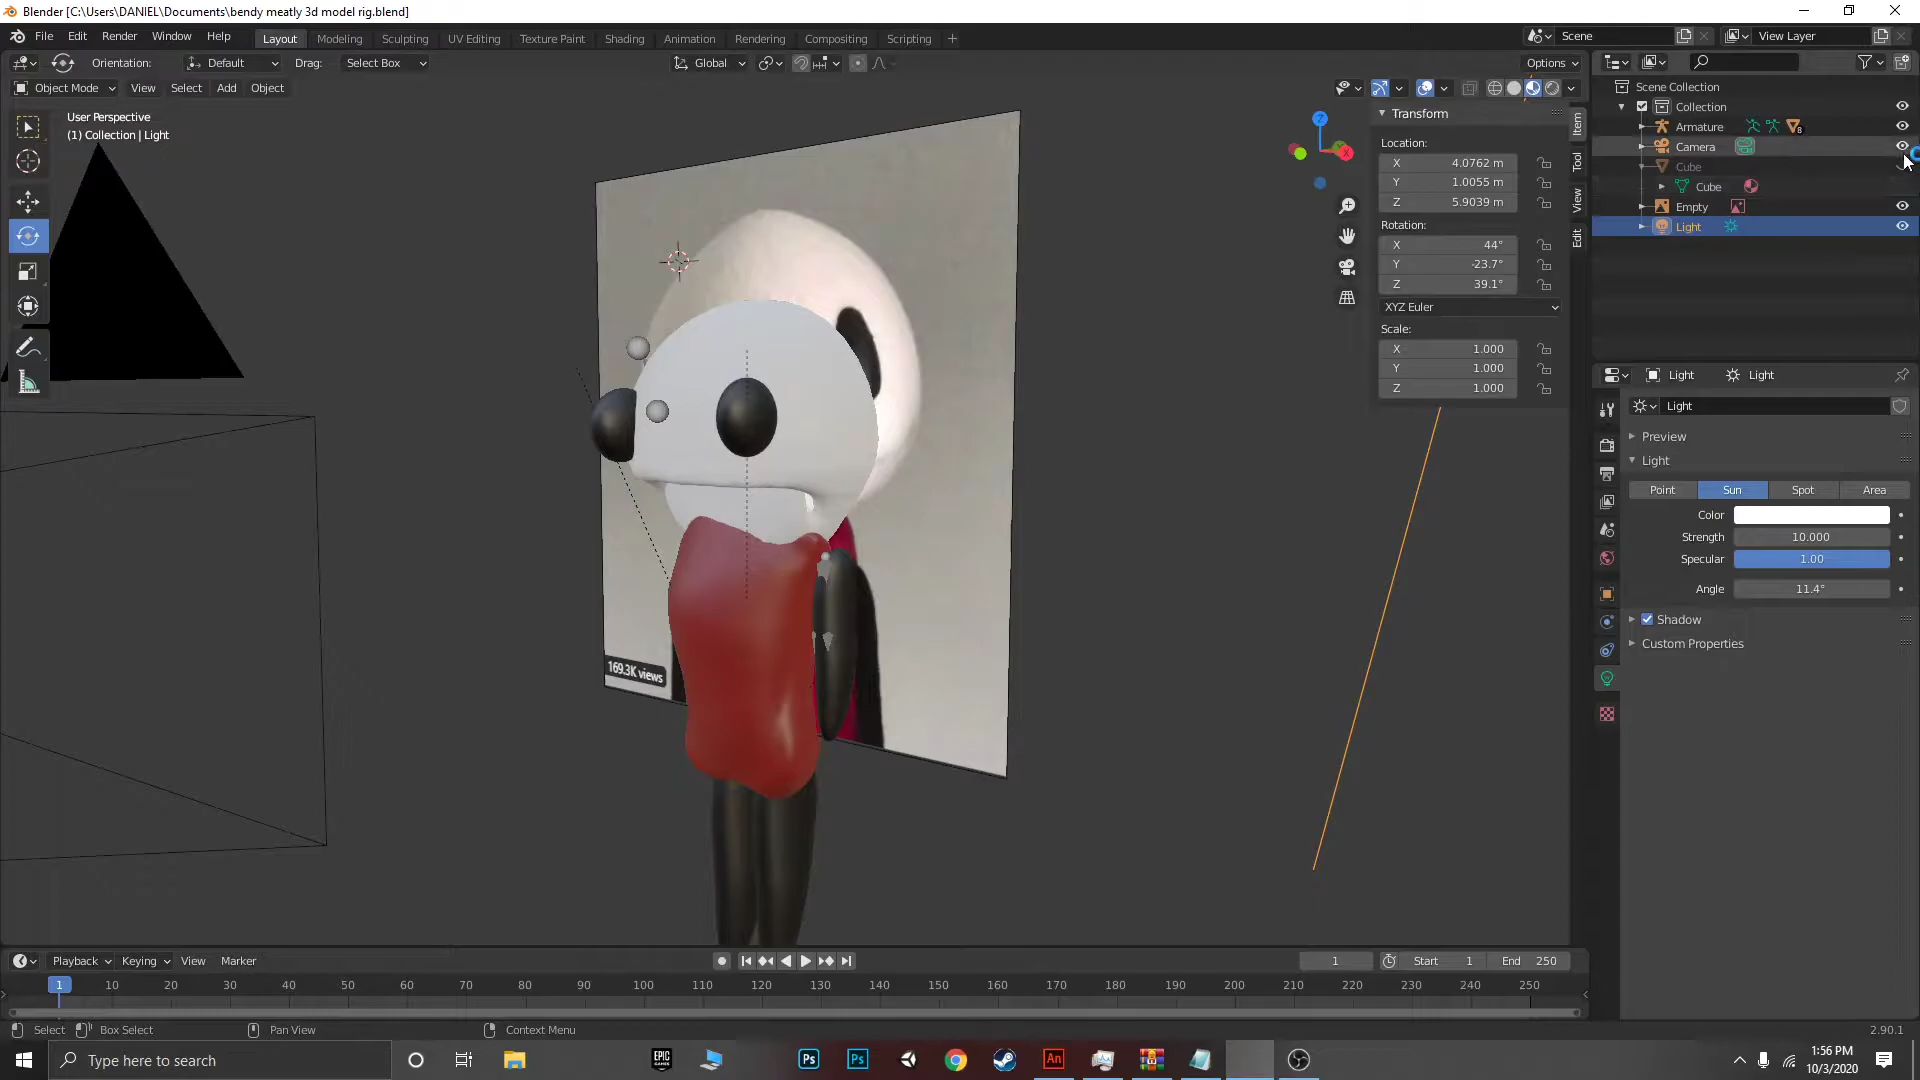 Blender [C:\Users\DANIEL\Documents\bendy meatly 3d model rig.blend]
File Edit Render Window Help
Layout Modeling Sculpting UV Editing Texture Paint Shading Animation Rendering Compositing Scripting
Scene
View Layer
Orientation: Default Drag: Select Box
Global
Options
Object Mode View Select Add Object
User Perspective
(1) Collection | Light
Transform
Location:
X 4.0762 m
Y 1.0055 m
Z 5.9039 m
Rotation:
X 44°
Y -23.7°
Z 39.1°
XYZ Euler
Scale:
X 1.000
Y 1.000
Z 1.000
Item
Tool
View
Edit
169.3K views
Scene Collection
Collection
Armature
8
Camera
Cube
Cube
Empty
Light
Light Light
Light
Preview
Light
Point Sun Spot Area
Color
Strength 10.000
Specular 1.00
Angle 11.4°
Shadow
Custom Properties
Playback Keying View Marker
1 Start 1 End 250
1 10 20 30 40 50 60 70 80 90 100 110 120 130 140 150 160 170 180 190 200 210 220 230 240 250
Select Box Select Pan View Context Menu
2.90.1
Type here to search
EPIC GAMES
Ps Ps An
1:56 PM
10/3/2020